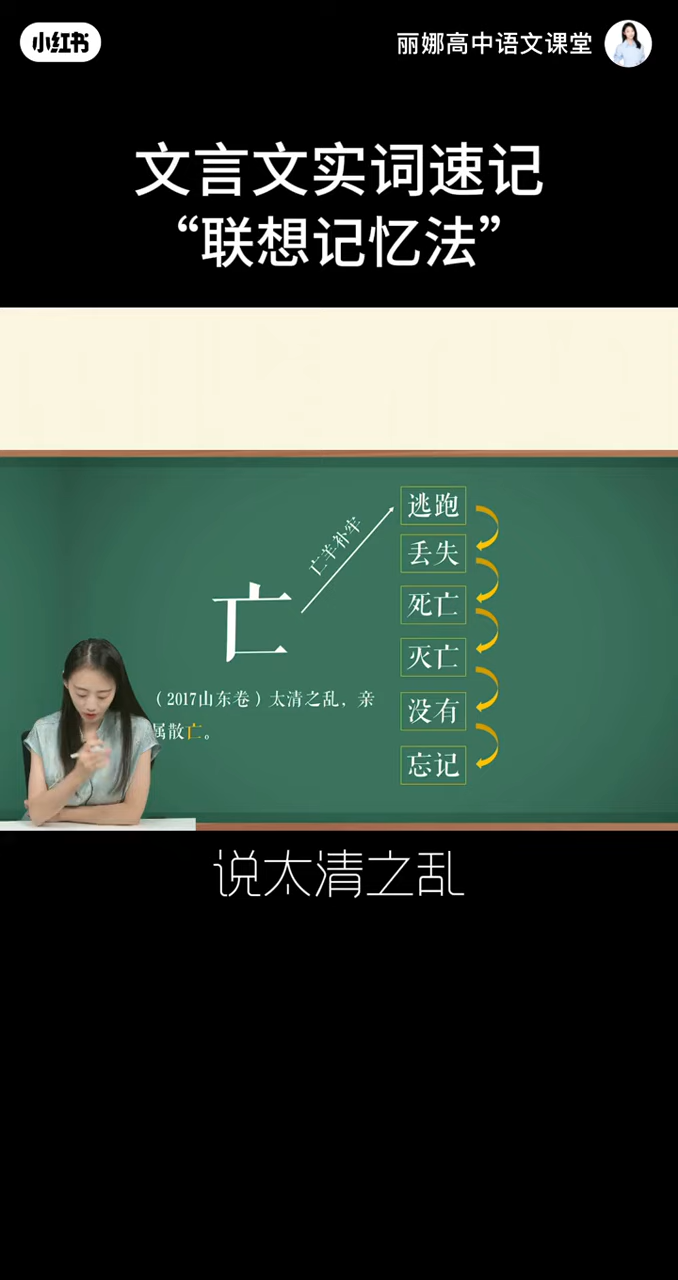 小红书
丽娜高中语文课堂
文言文实词速记
“联想记忆法”
亡羊补牢
亡
逃跑
丢失
死亡
灭亡
没有
忘记
（2017山东卷）太清之乱，亲
属散亡。
说太清之乱